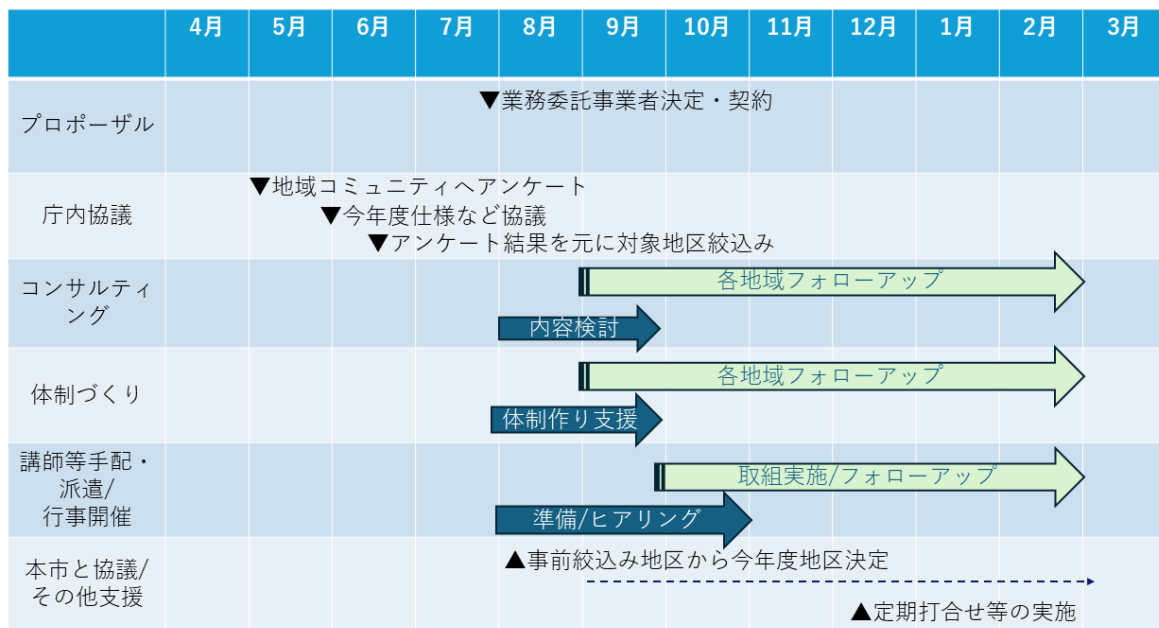 4月 5月 6月 7月 8月 9月 10月 11月 12月 1月 2月 3月
プロポーザル
▼業務委託事業者決定・契約
庁内協議
▼地域コミュニティへアンケート
▼今年度仕様など協議
▼アンケート結果を元に対象地区絞込み
コンサルティ
ング
各地域フォローアップ
内容検討
体制づくり
各地域フォローアップ
体制作り支援
講師等手配・
派遣/
行事開催
取組実施/フォローアップ
準備/ヒアリング
本市と協議/
その他支援
▲事前絞込み地区から今年度地区決定
▲定期打合せ等の実施